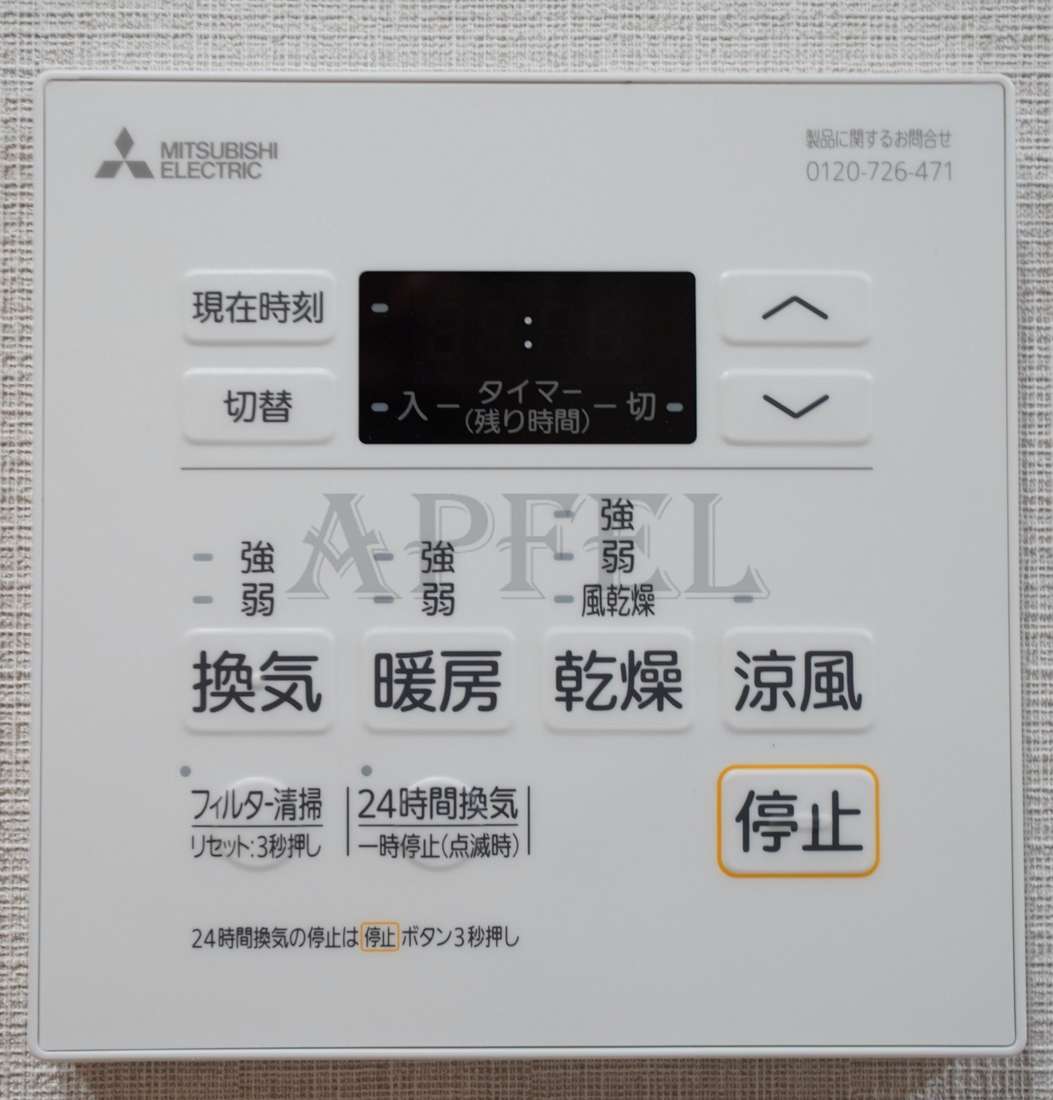 MITSUBISHI
ELECTRIC
製品に関するお問合せ
0120-726-471
現在時刻
切替
タイマー
入 ー (残り時間) ー 切
APFEL
強
弱
強
弱
強
弱
風乾燥
換気 暖房 乾燥 涼風
フィルター清掃
リセット:3秒押し
24時間換気
一時停止(点滅時)
停止
24時間換気の停止は 停止 ボタン3秒押し